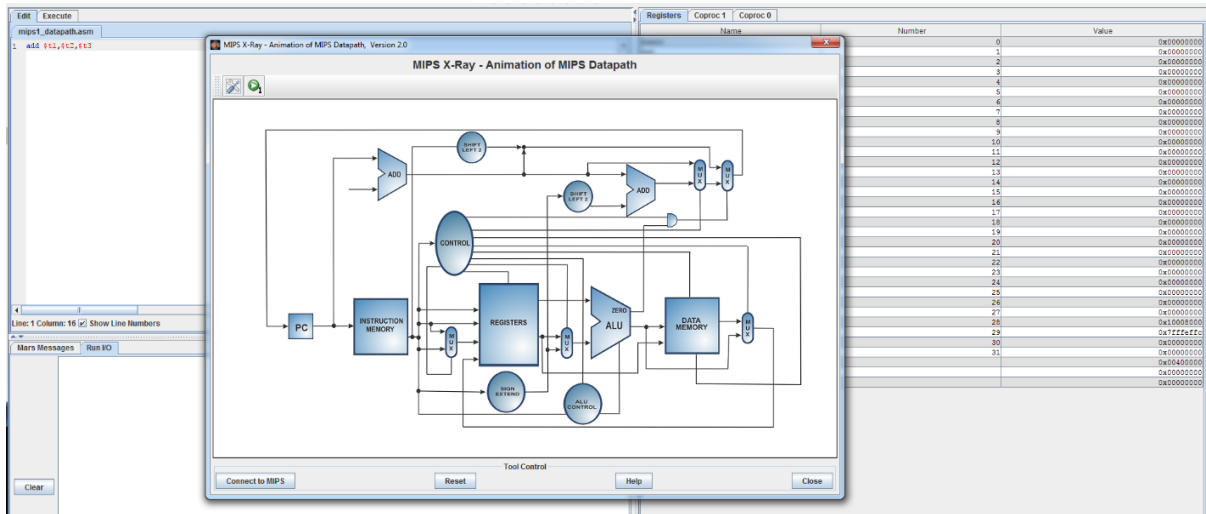 Edit Execute
mips1_datapath.asm
1 add $t1,$t2,$t3
Line: 1 Column: 16 Show Line Numbers
Mars Messages Run I/O
Clear
MIPS X-Ray - Animation of MIPS Datapath, Version 2.0
MIPS X-Ray - Animation of MIPS Datapath
SHIFT
LEFT 2
ADD
MUX
MUX
SHIFT
LEFT 2
ADD
CONTROL
PC
INSTRUCTION
MEMORY
MUX
REGISTERS
MUX
ZERO
ALU
DATA
MEMORY
MUX
SIGN
EXTEND
ALU
CONTROL
Tool Control
Connect to MIPS Reset Help Close
Registers Coproc 1 Coproc 0
Name Number Value
0 0x00000000
1 0x00000000
2 0x00000000
3 0x00000000
4 0x00000000
5 0x00000000
6 0x00000000
7 0x00000000
8 0x00000000
9 0x00000000
10 0x00000000
11 0x00000000
12 0x00000000
13 0x00000000
14 0x00000000
15 0x00000000
16 0x00000000
17 0x00000000
18 0x00000000
19 0x00000000
20 0x00000000
21 0x00000000
22 0x00000000
23 0x00000000
24 0x00000000
25 0x00000000
26 0x00000000
27 0x00000000
28 0x10008000
29 0x7fffeffc
30 0x00000000
31 0x00000000
0x00400000
0x00000000
0x00000000